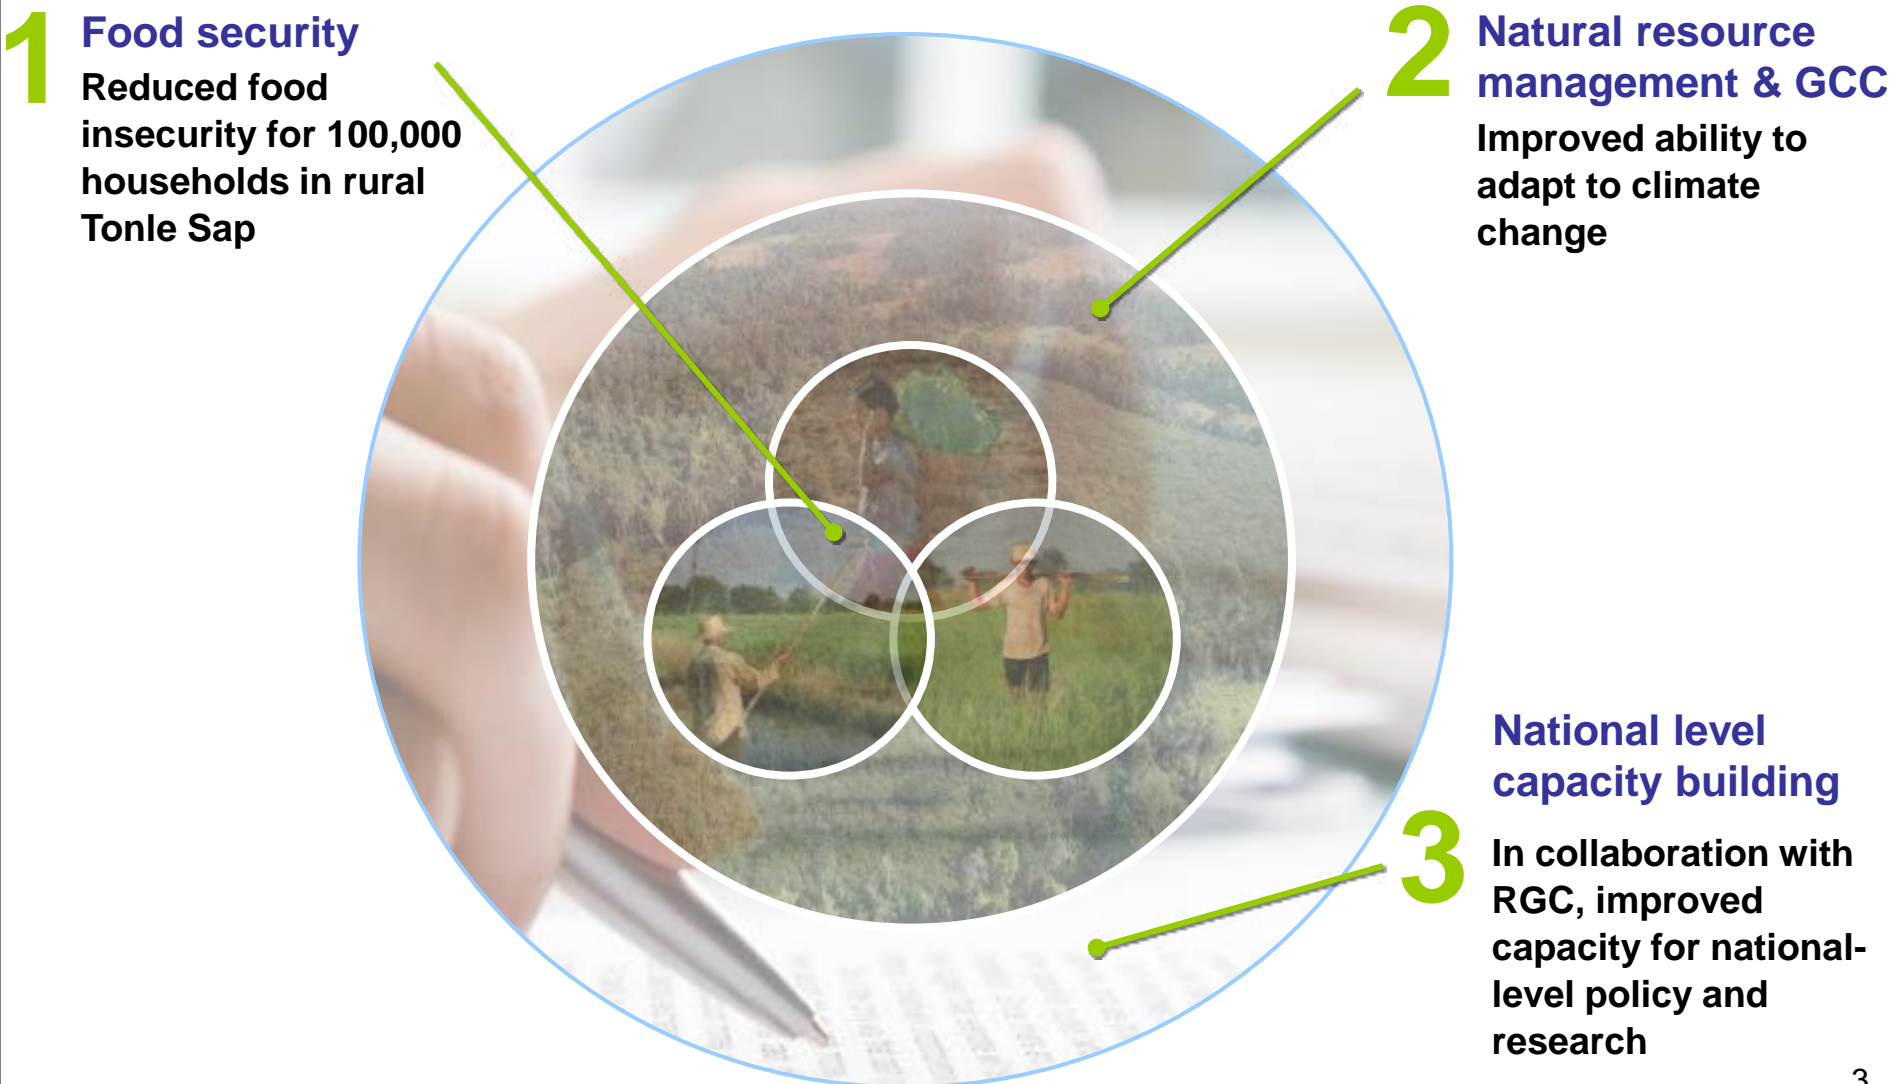 1
Food security
Reduced food
insecurity for 100,000
households in rural
Tonle Sap
2
Natural resource
management & GCC
Improved ability to
adapt to climate
change
3
National level
capacity building
In collaboration with
RGC, improved
capacity for national-
level policy and
research
3